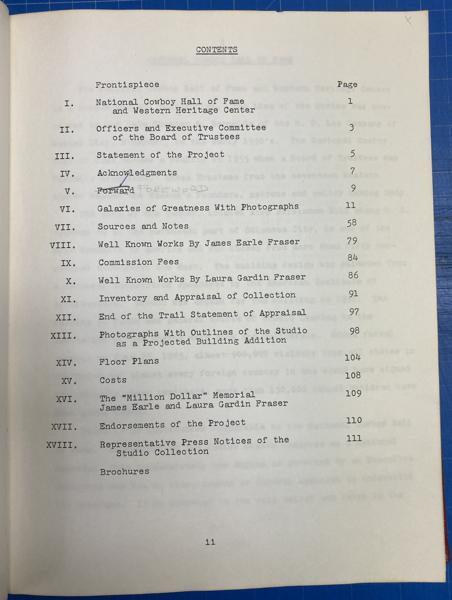 CONTENTS
Frontispiece Page
I. National Cowboy Hall of Fame 1
and Western Heritage Center
II. Officers and Executive Committee 3
of the Board of Trustees
III. Statement of the Project 5
IV. Acknowledgments 7
V. Forward FOREWORD 9
VI. Galaxies of Greatness With Photographs 11
VII. Sources and Notes 58
VIII. Well Known Works By James Earle Fraser 79
IX. Commission Fees 84
X. Well Known Works By Laura Gardin Fraser 86
XI. Inventory and Appraisal of Collection 91
XII. End of the Trail Statement of Appraisal 97
XIII. Photographs With Outlines of the Studio 98
as a Projected Building Addition
XIV. Floor Plans 104
XV. Costs 108
XVI. The "Million Dollar" Memorial 109
James Earle and Laura Gardin Fraser
XVII. Endorsements of the Project 110
XVIII. Representative Press Notices of the 111
Studio Collection
Brochures
11